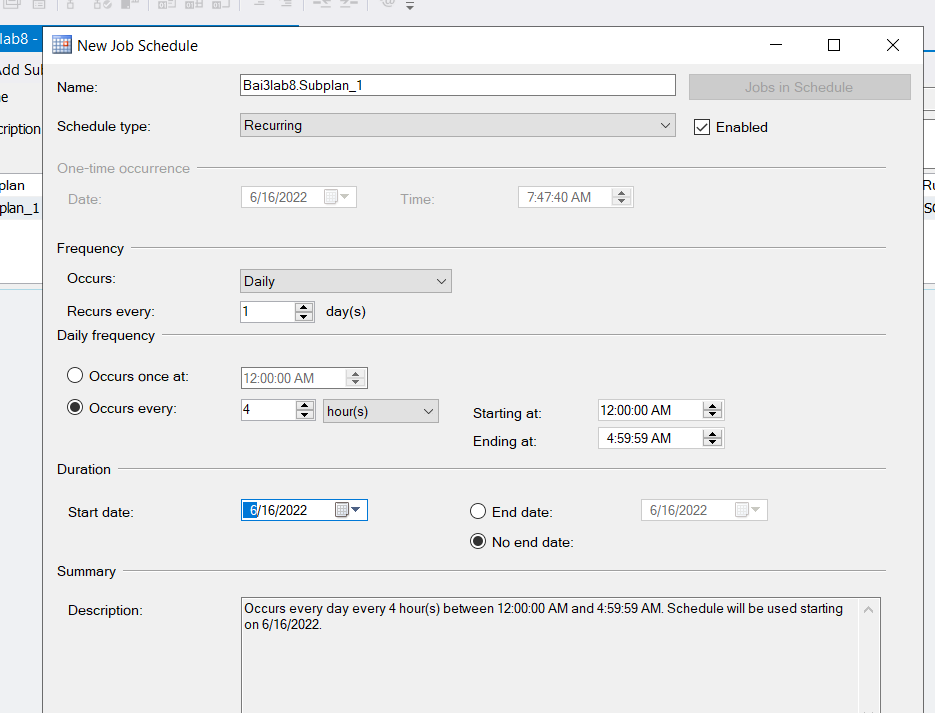 lab8 -
New Job Schedule
Add Sub
Name:
Bai3lab8.Subplan_1
Jobs in Schedule
cription
Schedule type:
Recurring
Enabled
One-time occurrence
plan
Date:
6/16/2022
Time:
7:47:40 AM
plan_1
Frequency
Occurs:
Daily
Recurs every:
1
day(s)
Daily frequency
Occurs once at:
12:00:00 AM
Occurs every:
4
hour(s)
Starting at:
12:00:00 AM
Ending at:
4:59:59 AM
Duration
Start date:
6/16/2022
End date:
6/16/2022
No end date:
Summary
Description:
Occurs every day every 4 hour(s) between 12:00:00 AM and 4:59:59 AM. Schedule will be used starting
on 6/16/2022.